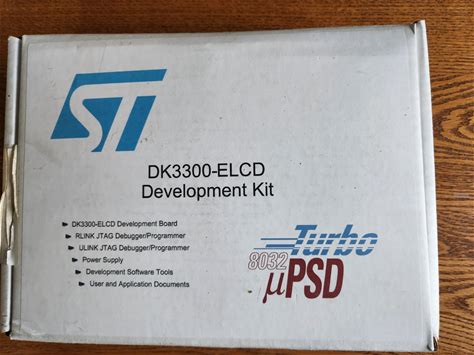 ST
DK3300-ELCD
Development Kit
DK3300-ELCD Development Board
RLINK JTAG Debugger/Programmer
ULINK JTAG Debugger/Programmer
Power Supply
Development Software Tools
User and Application Documents
Turbo
8032
µPSD